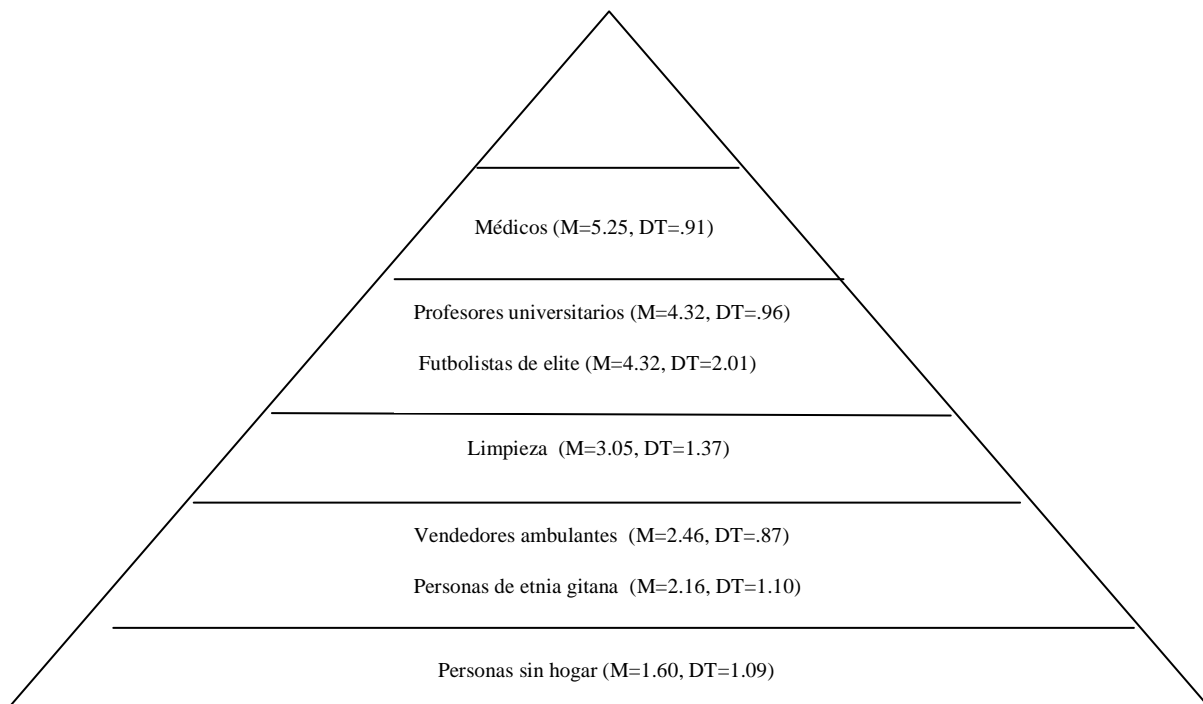 Médicos (M=5.25, DT=.91)
Profesores universitarios (M=4.32, DT=.96)
Futbolistas de elite (M=4.32, DT=2.01)
Limpieza  (M=3.05, DT=1.37)
Vendedores ambulantes  (M=2.46, DT=.87)
Personas de etnia gitana  (M=2.16, DT=1.10)
Personas sin hogar (M=1.60, DT=1.09)